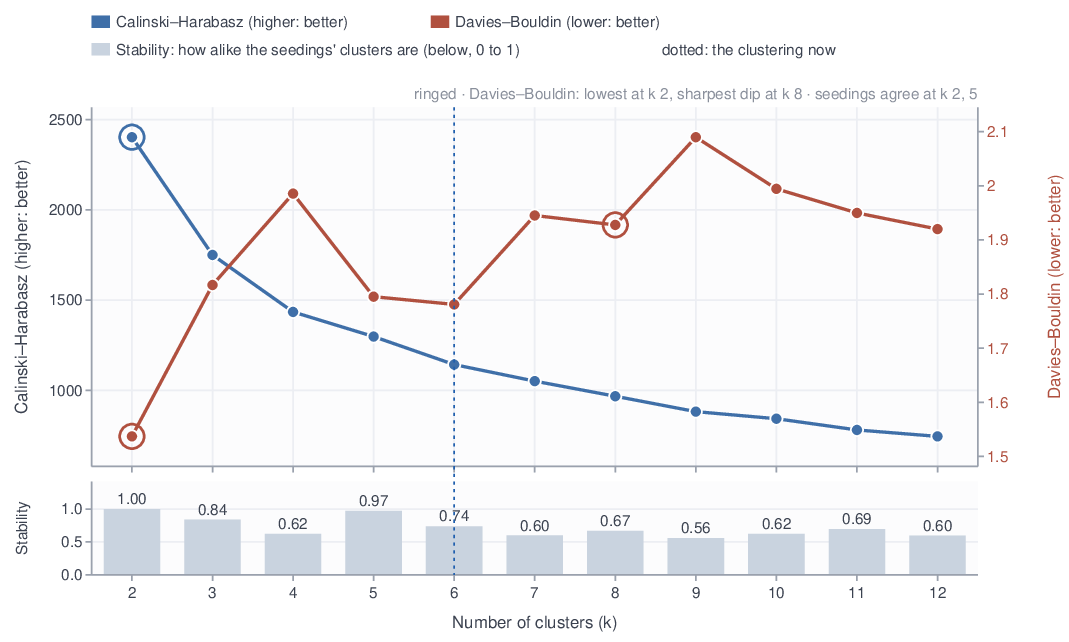 Calinski–Harabasz (higher: better)
Davies–Bouldin (lower: better)
Stability: how alike the seedings' clusters are (below, 0 to 1)
dotted: the clustering now
ringed · Davies–Bouldin: lowest at k 2, sharpest dip at k 8 · seedings agree at k 2, 5
2500
2000
1500
1000
Calinski–Harabasz (higher: better)
2.1
2
1.9
1.8
1.7
1.6
1.5
Davies–Bouldin (lower: better)
Stability
1.0
0.5
0.0
1.00 0.84 0.62 0.97 0.74 0.60 0.67 0.56 0.62 0.69 0.60
2 3 4 5 6 7 8 9 10 11 12
Number of clusters (k)